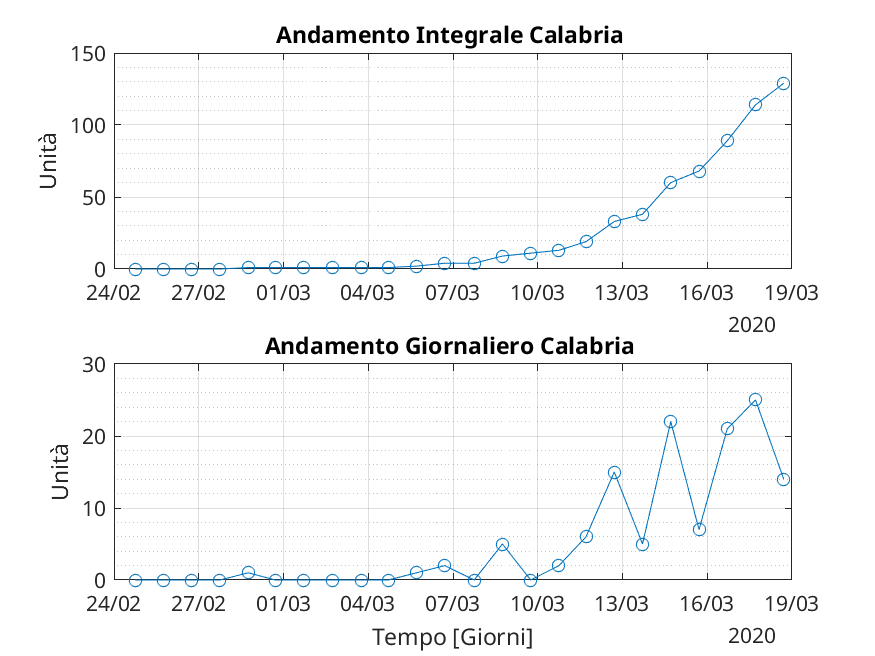 Andamento Integrale Calabria
150
100
50
0
Unità
24/02 27/02 01/03 04/03 07/03 10/03 13/03 16/03 19/03
2020
Andamento Giornaliero Calabria
30
20
10
0
Unità
24/02 27/02 01/03 04/03 07/03 10/03 13/03 16/03 19/03
Tempo [Giorni] 2020